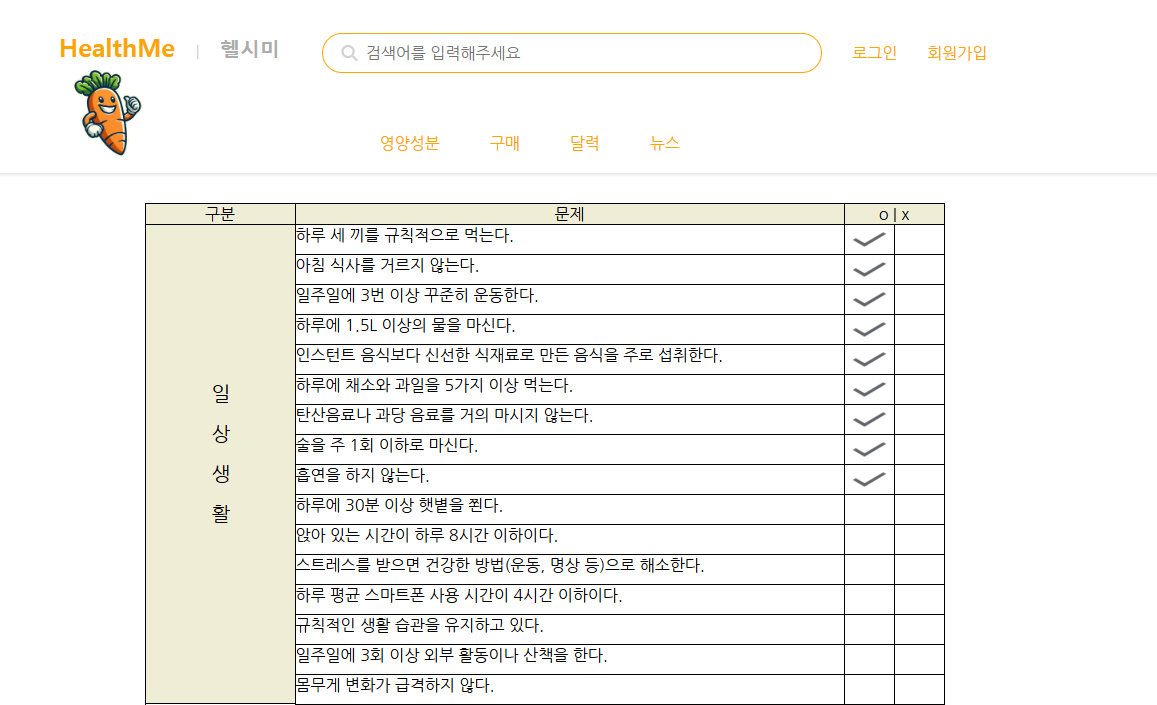 HealthMe | 헬시미
검색어를 입력해주세요
로그인 회원가입
영양성분 구매 달력 뉴스
구분 문제 o | x
일상생활
하루 세 끼를 규칙적으로 먹는다.
아침 식사를 거르지 않는다.
일주일에 3번 이상 꾸준히 운동한다.
하루에 1.5L 이상의 물을 마신다.
인스턴트 음식보다 신선한 식재료로 만든 음식을 주로 섭취한다.
하루에 채소와 과일을 5가지 이상 먹는다.
탄산음료나 과당 음료를 거의 마시지 않는다.
술을 주 1회 이하로 마신다.
흡연을 하지 않는다.
하루에 30분 이상 햇볕을 쬔다.
앉아 있는 시간이 하루 8시간 이하이다.
스트레스를 받으면 건강한 방법(운동, 명상 등)으로 해소한다.
하루 평균 스마트폰 사용 시간이 4시간 이하이다.
규칙적인 생활 습관을 유지하고 있다.
일주일에 3회 이상 외부 활동이나 산책을 한다.
몸무게 변화가 급격하지 않다.